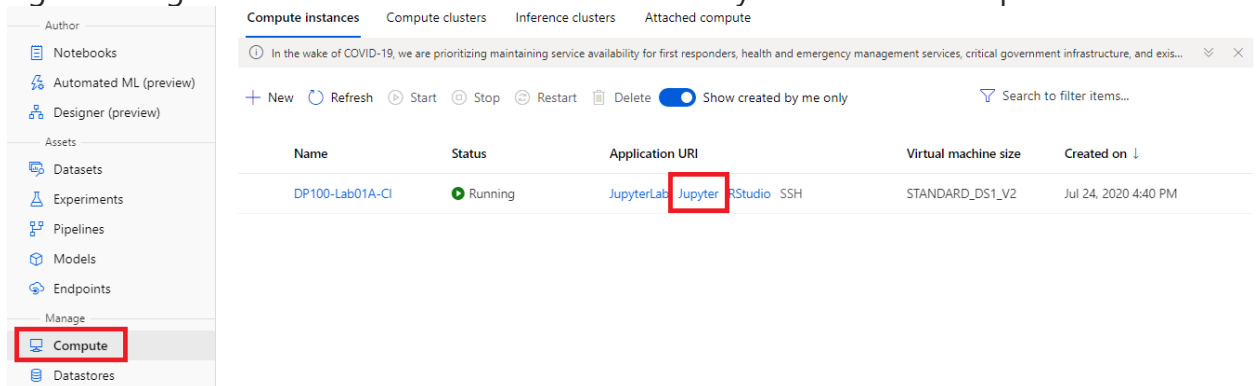 Author
Notebooks
Automated ML (preview)
Designer (preview)
Assets
Datasets
Experiments
Pipelines
Models
Endpoints
Manage
Compute
Datastores
Compute instances Compute clusters Inference clusters Attached compute
In the wake of COVID-19, we are prioritizing maintaining service availability for first responders, health and emergency management services, critical government infrastructure, and exis...
New Refresh Start Stop Restart Delete Show created by me only Search to filter items...
Name Status Application URI Virtual machine size Created on ↓
DP100-Lab01A-CI Running JupyterLab Jupyter RStudio SSH STANDARD_DS1_V2 Jul 24, 2020 4:40 PM